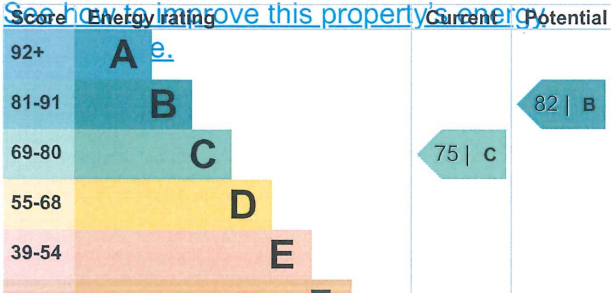 See how to improve this property's energy
Score Energy rating Current Potential
e.
92+ A
81-91 B 82 | B
69-80 C 75 | C
55-68 D
39-54 E